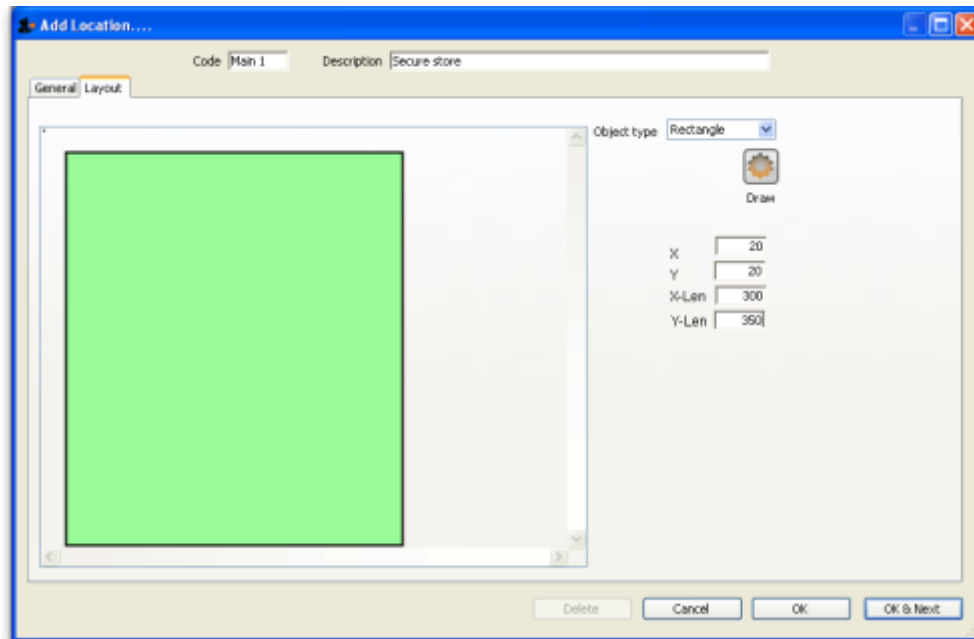 Add Location....
Code Main 1 Description Secure store
General Layout
Object type Rectangle
Draw
X 20
Y 20
X-Len 300
Y-Len 350
Delete Cancel OK OK & Next